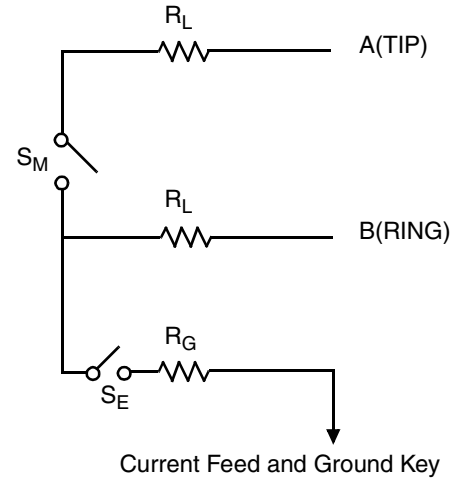 R_L
A(TIP)
S_M
R_L
B(RING)
R_G
S_E
Current Feed and Ground Key